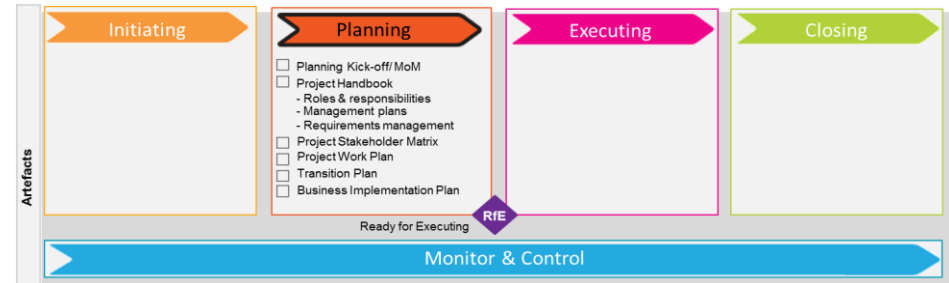 Initiating
Planning
Executing
Closing
Planning Kick-off/ MoM
Project Handbook
- Roles & responsibilities
- Management plans
- Requirements management
Project Stakeholder Matrix
Project Work Plan
Transition Plan
Business Implementation Plan
Artefacts
RfE
Ready for Executing
Monitor & Control